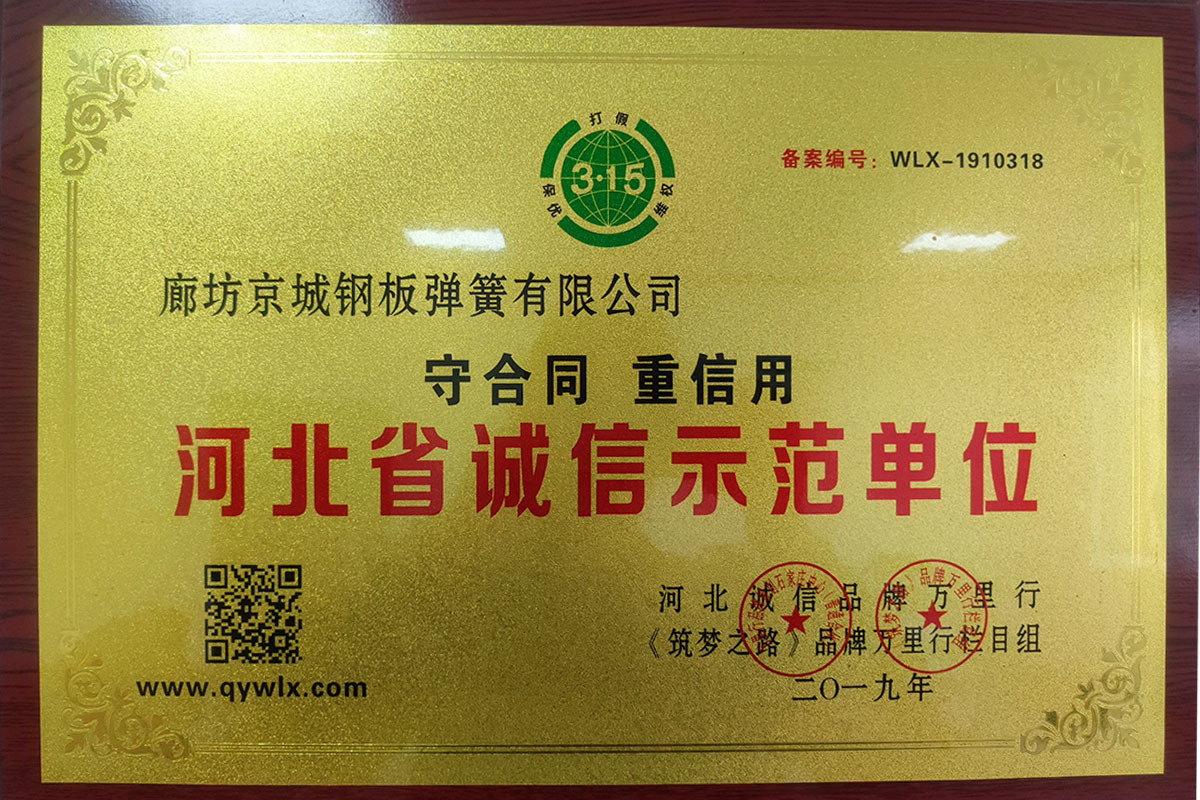 打假
扬优
维权
3·15
备案编号：WLX-1910318
廊坊京城钢板弹簧有限公司
守合同 重信用
河北省诚信示范单位
河北诚信品牌万里行
《筑梦之路》品牌万里行栏目组
二〇一九年
www.qywlx.com